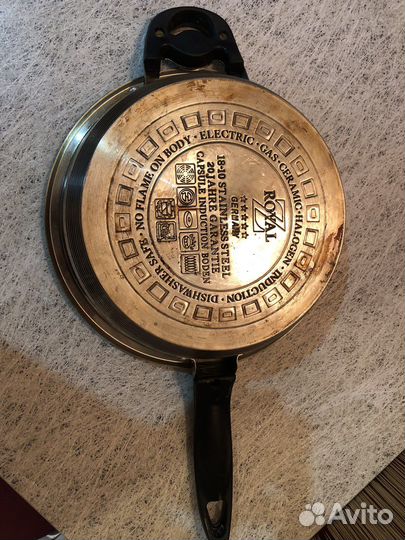 NO FLAME ON BODY · ELECTRIC · GAS · CERAMIC · HALOGEN · INDUCTION · DISHWASHER SAFE ·
Z
ROYAL
GERMANY
18-10 STAINLESS STEEL
20 JAHRE GARANTIE
CAPSULE INDUCTION BODEN
Avito